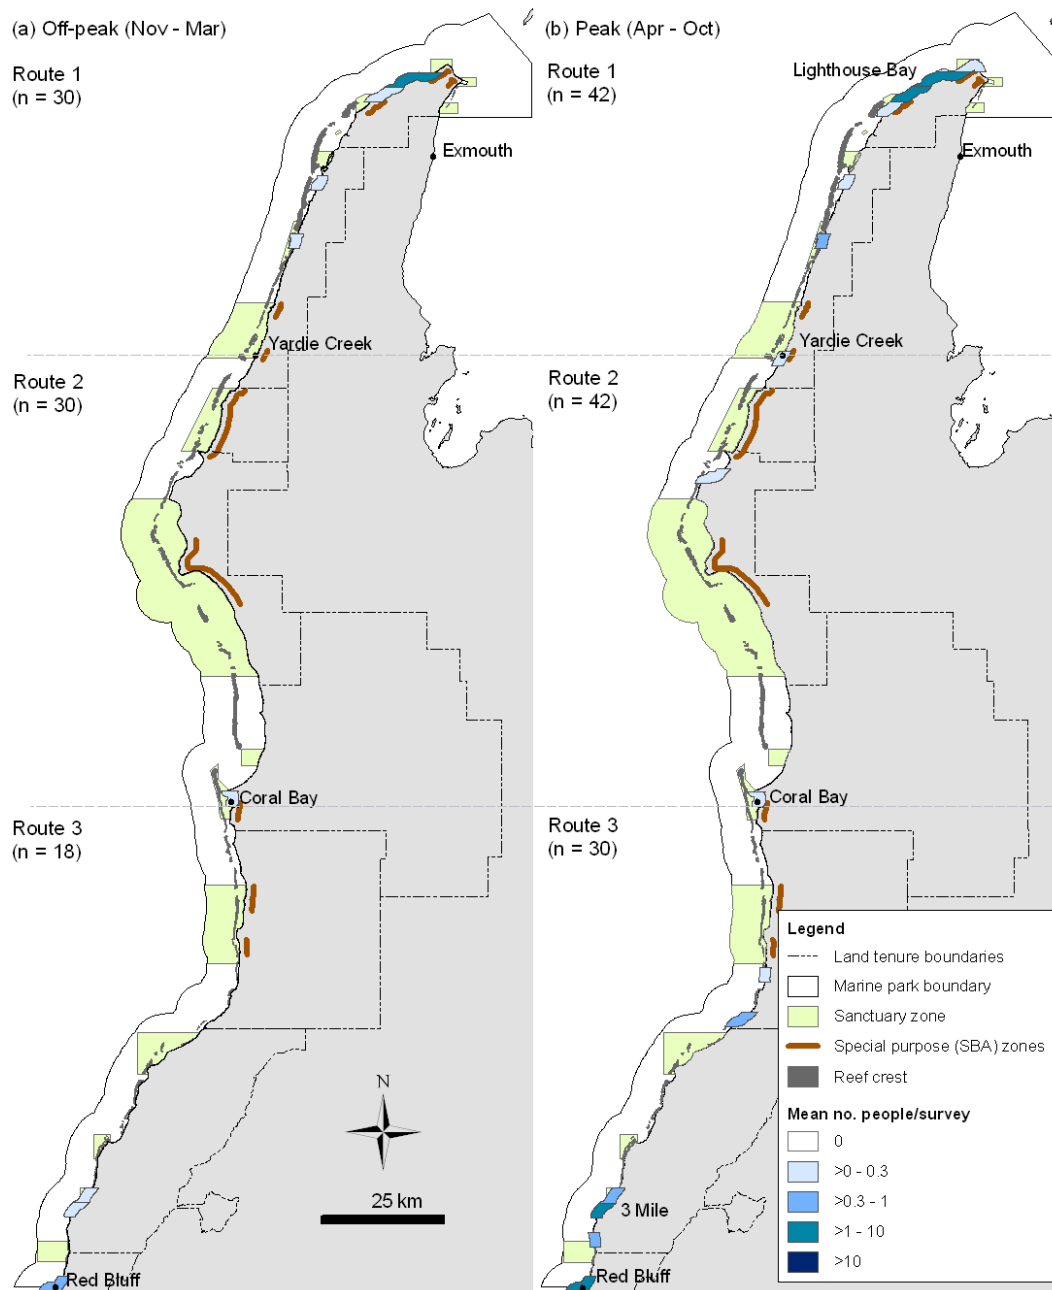 (a) Off-peak (Nov - Mar)
Route 1
(n = 30)
Exmouth
Yardie Creek
Route 2
(n = 30)
Coral Bay
Route 3
(n = 18)
N
25 km
Red Bluff
(b) Peak (Apr - Oct)
Route 1
(n = 42)
Lighthouse Bay
Exmouth
Yardie Creek
Route 2
(n = 42)
Coral Bay
Route 3
(n = 30)
3 Mile
Red Bluff
Legend
Land tenure boundaries
Marine park boundary
Sanctuary zone
Special purpose (SBA) zones
Reef crest
Mean no. people/survey
0
>0 - 0.3
>0.3 - 1
>1 - 10
>10